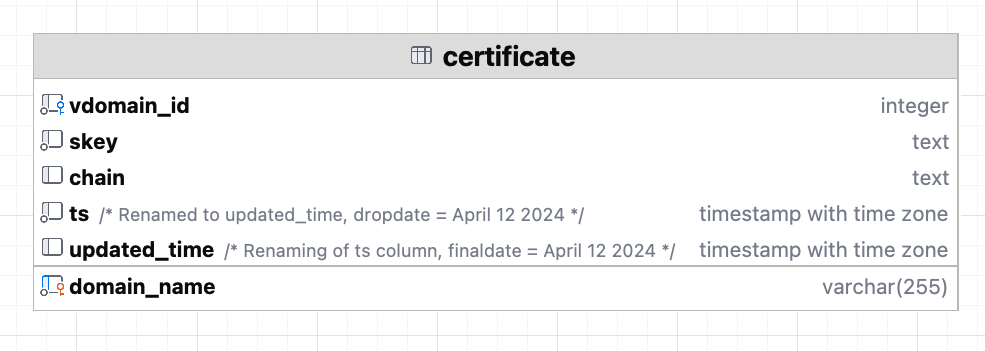 certificate
vdomain_id integer
skey text
chain text
ts /* Renamed to updated_time, dropdate = April 12 2024 */ timestamp with time zone
updated_time /* Renaming of ts column, finaldate = April 12 2024 */ timestamp with time zone
domain_name varchar(255)